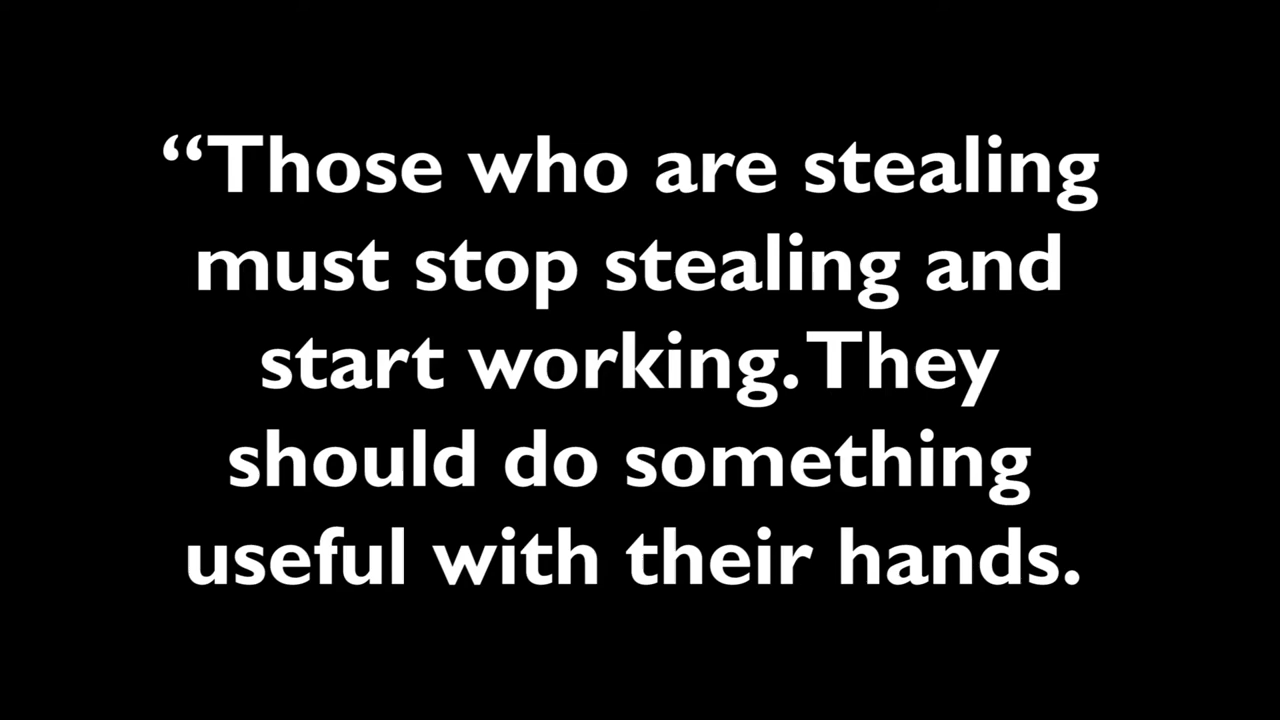 “Those who are stealing
must stop stealing and
start working. They
should do something
useful with their hands.